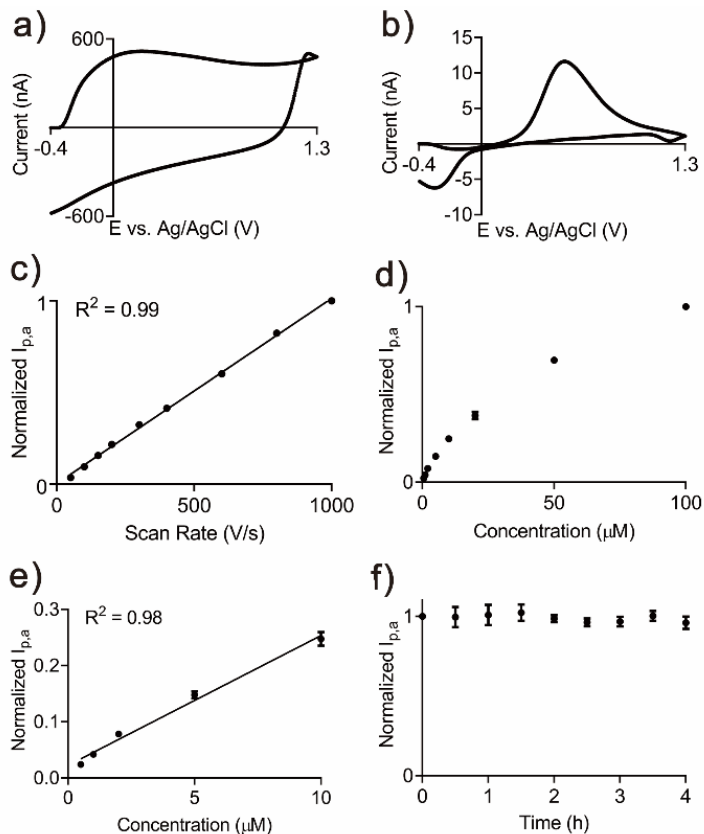 a)
600
Current (nA)
-0.4
1.3
-600
E vs. Ag/AgCl (V)
b)
15
10
5
Current (nA)
-0.4
1.3
-5
-10
E vs. Ag/AgCl (V)
c)
1
R² = 0.99
Normalized Ip,a
0
500
1000
Scan Rate (V/s)
d)
1
Normalized Ip,a
0
0
50
100
Concentration (μM)
e)
0.3
R² = 0.98
0.2
Normalized Ip,a
0.1
0.0
0
5
10
Concentration (μM)
f)
1
Normalized Ip,a
0
0
1
2
3
4
Time (h)